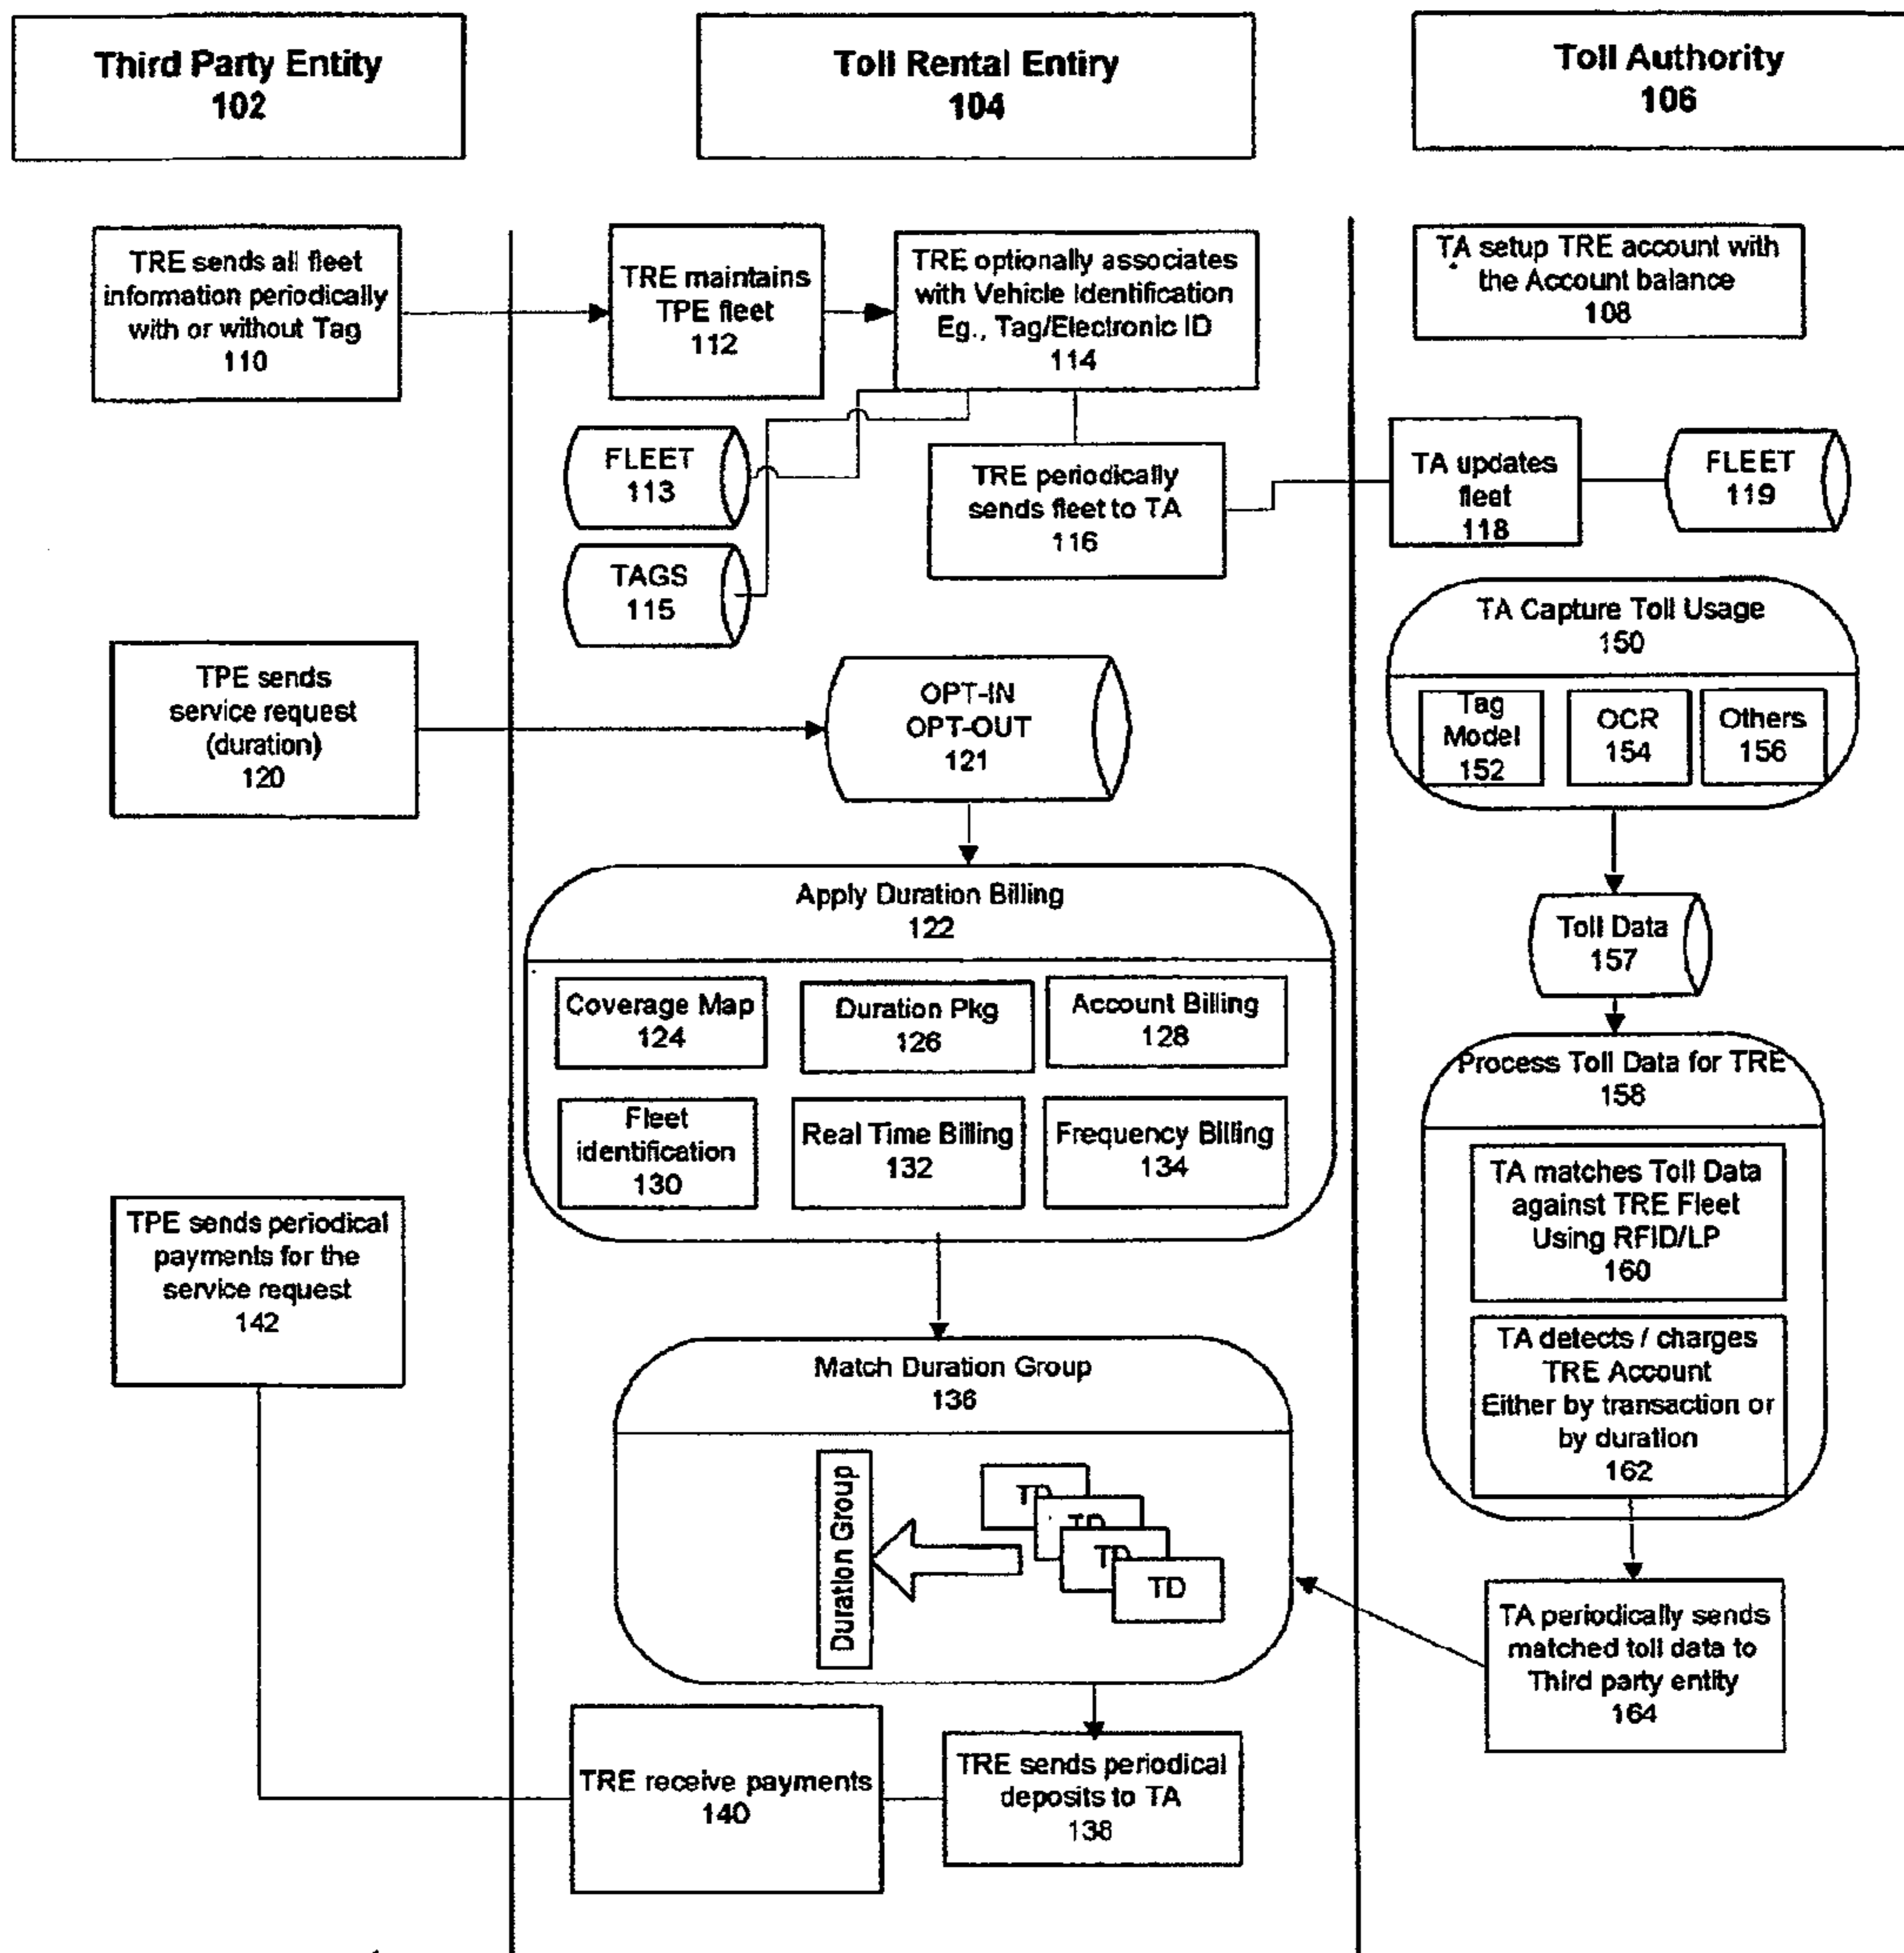 Third Party Entity
102
Toll Rental Entiry
104
Toll Authority
106
TRE sends all fleet
information periodically
with or without Tag
110
TRE maintains
TPE fleet
112
TRE optionally associates
with Vehicle Identification
Eg., Tag/Electronic ID
114
TA setup TRE account with
the Account balance
108
FLEET
113
TAGS
115
TRE periodically
sends fleet to TA
116
TA updates
fleet
118
FLEET
119
TPE sends
service request
(duration)
120
OPT-IN
OPT-OUT
121
TA Capture Toll Usage
150
Tag
Model
152
OCR
154
Others
156
Toll Data
157
Apply Duration Billing
122
Coverage Map
124
Duration Pkg
126
Account Billing
128
Fleet
identification
130
Real Time Billing
132
Frequency Billing
134
Process Toll Data for TRE
158
TA matches Toll Data
against TRE Fleet
Using RFID/LP
160
TA detects / charges
TRE Account
Either by transaction or
by duration
162
TPE sends periodical
payments for the
service request
142
Match Duration Group
136
Duration Group
TD
TD
TD
TD
TA periodically sends
matched toll data to
Third party entity
164
TRE receive payments
140
TRE sends periodical
deposits to TA
138